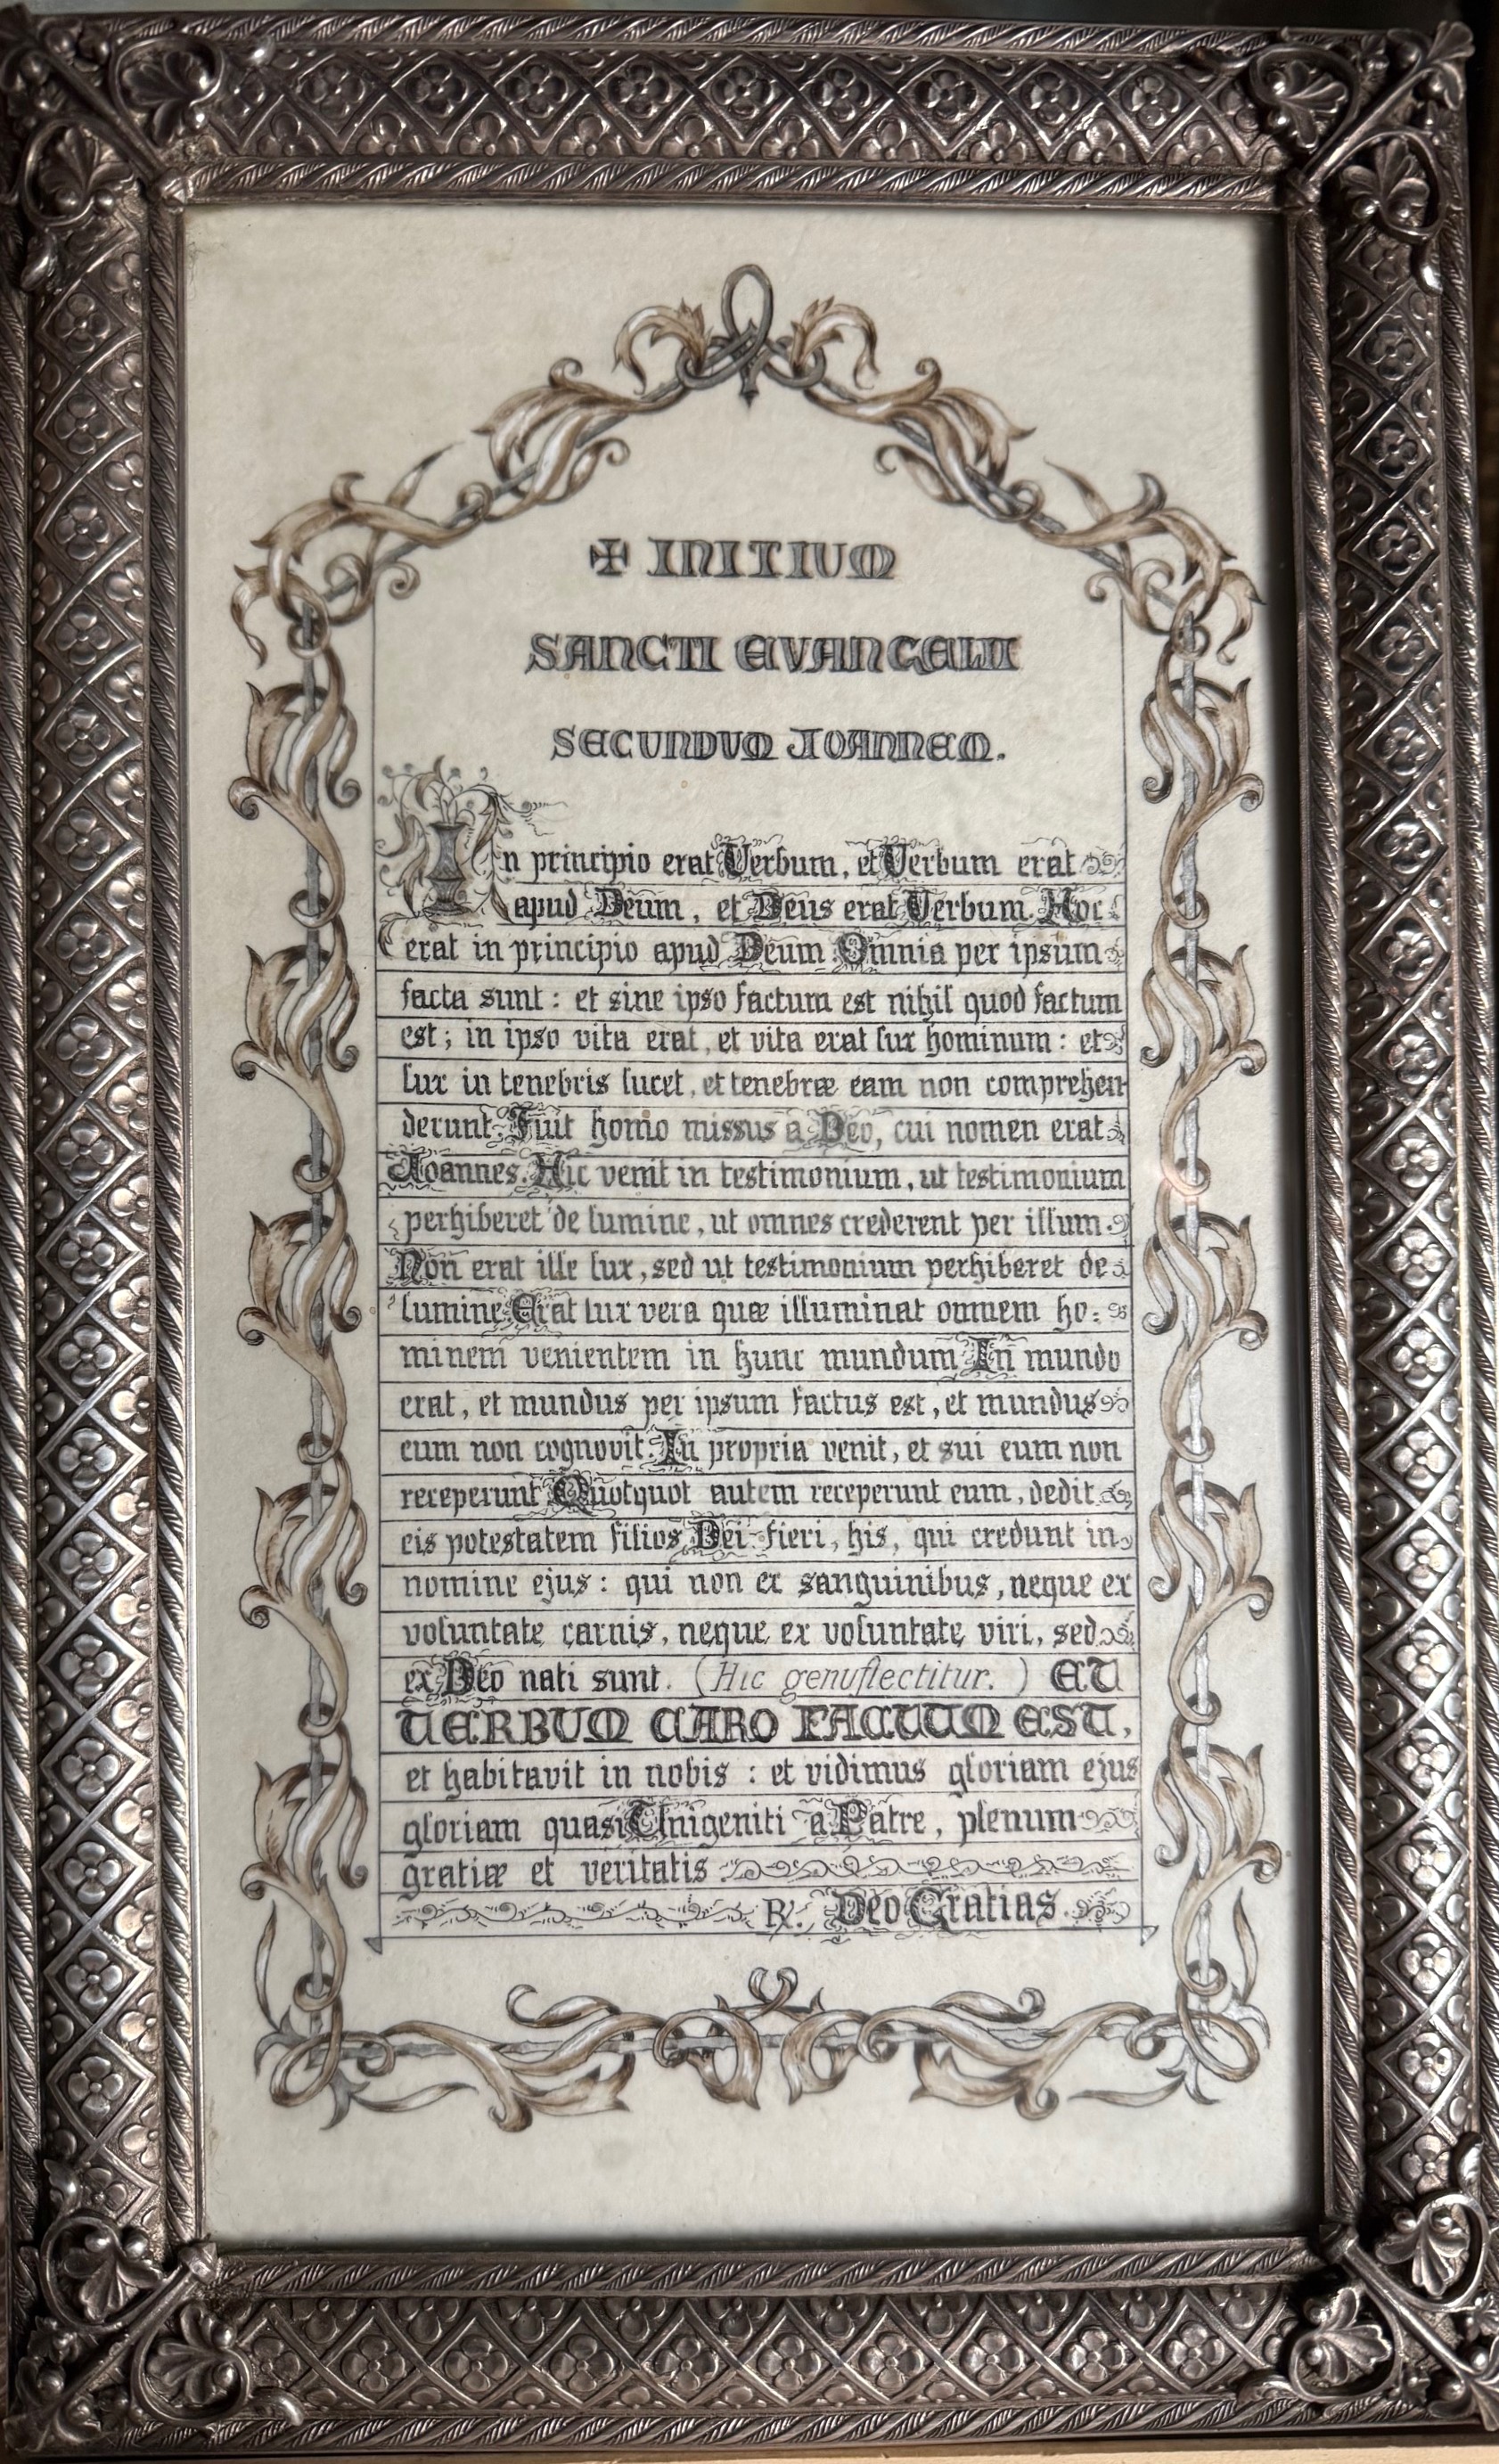 ✠ INITIUM
SANCTI EVANGELII
SECUNDUM JOANNEM.
In principio erat Verbum, et Verbum erat
apud Deum, et Deus erat Verbum. Hoc
erat in principio apud Deum. Omnia per ipsum
facta sunt: et sine ipso factum est nihil quod factum
est; in ipso vita erat, et vita erat lux hominum: et
lux in tenebris lucet, et tenebræ eam non comprehen
derunt. Fuit homo missus a Deo, cui nomen erat
Joannes. Hic venit in testimonium, ut testimonium
perhiberet de lumine, ut omnes crederent per illum.
Non erat ille lux, sed ut testimonium perhiberet de
lumine. Erat lux vera quæ illuminat omnem ho:
minem venientem in hunc mundum. In mundo
erat, et mundus per ipsum factus est, et mundus
eum non cognovit. In propria venit, et sui eum non
receperunt. Quotquot autem receperunt eum, dedit
eis potestatem filios Dei fieri, his, qui credunt in
nomine ejus: qui non ex sanguinibus, neque ex
voluntate carnis, neque ex voluntate viri, sed
ex Deo nati sunt. (Hic genuflectitur.) ET
VERBUM CARO FACTUM EST,
et habitavit in nobis: et vidimus gloriam ejus
gloriam quasi Unigeniti a Patre, plenum
gratiæ et veritatis
℟. Deo Gratias.